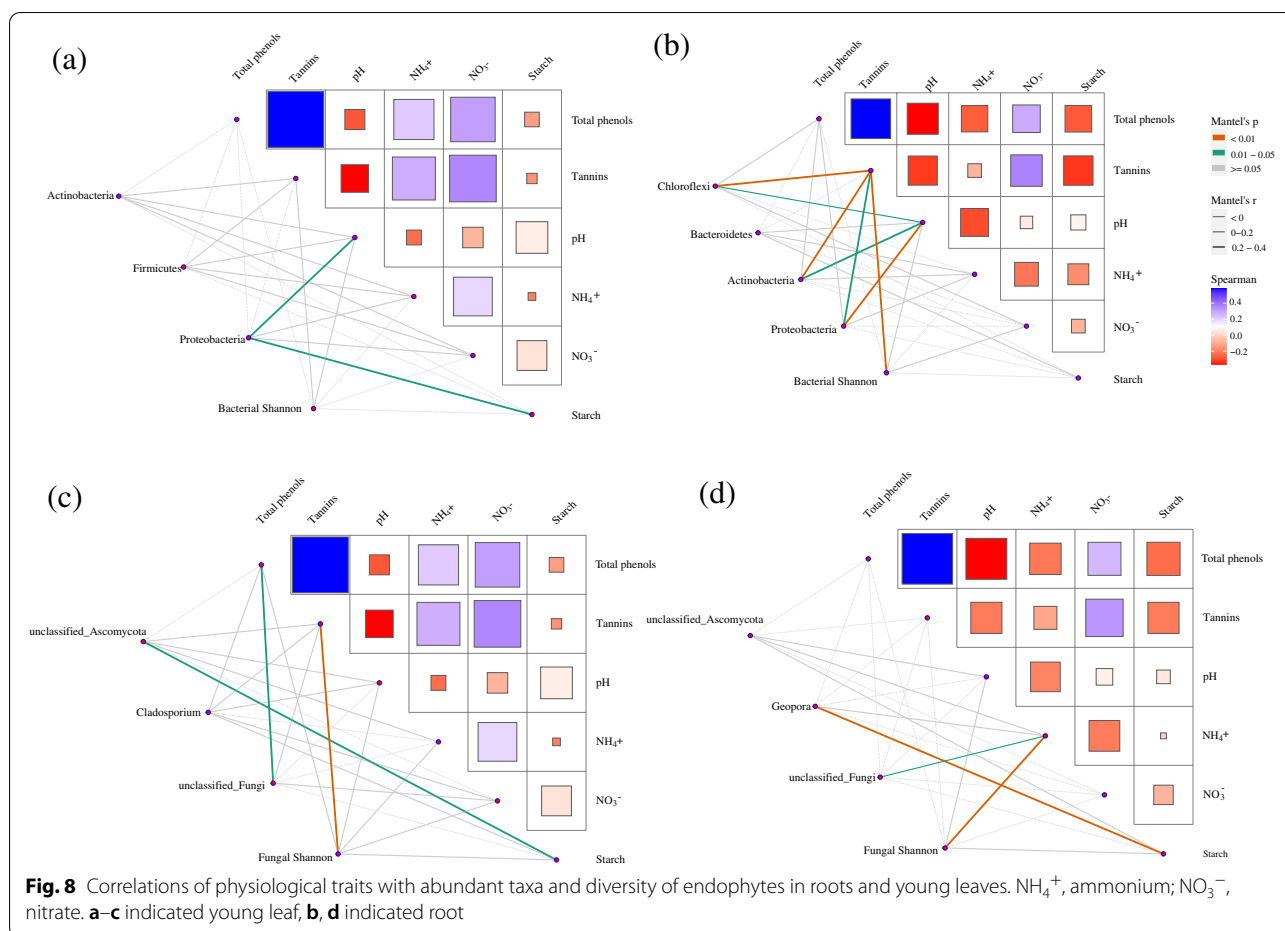 (a)
Total phenols
Tannins
pH
NH₄+
NO₃-
Starch
Total phenols
Tannins
pH
NH₄⁺
NO₃⁻
Starch
Actinobacteria
Firmicutes
Proteobacteria
Bacterial Shannon
(b)
Total phenols
Tannins
pH
NH₄+
NO₃-
Starch
Total phenols
Tannins
pH
NH₄⁺
NO₃⁻
Starch
Chloroflexi
Bacteroidetes
Actinobacteria
Proteobacteria
Bacterial Shannon
Mantel's p
< 0.01
0.01 – 0.05
>= 0.05
Mantel's r
< 0
0–0.2
0.2 – 0.4
Spearman
0.4
0.2
0.0
−0.2
(c)
Total phenols
Tannins
pH
NH₄+
NO₃-
Starch
Total phenols
Tannins
pH
NH₄+
NO₃⁻
Starch
unclassified_Ascomycota
Cladosporium
unclassified_Fungi
Fungal Shannon
(d)
Total phenols
Tannins
pH
NH₄+
NO₃-
Starch
Total phenols
Tannins
pH
NH₄+
NO₃⁻
Starch
unclassified_Ascomycota
Geopora
unclassified_Fungi
Fungal Shannon
Fig. 8 Correlations of physiological traits with abundant taxa and diversity of endophytes in roots and young leaves. NH₄⁺, ammonium; NO₃⁻,
nitrate. a–c indicated young leaf, b, d indicated root